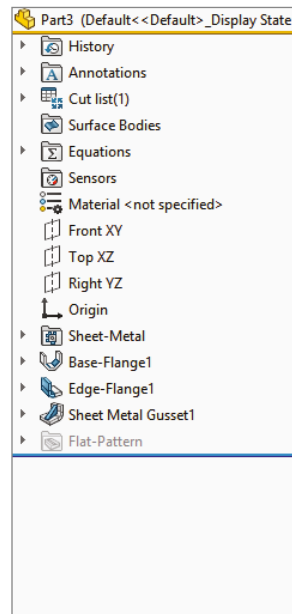 Part3 (Default<<Default>_Display State
History
Annotations
Cut list(1)
Surface Bodies
Equations
Sensors
Material <not specified>
Front XY
Top XZ
Right YZ
Origin
Sheet-Metal
Base-Flange1
Edge-Flange1
Sheet Metal Gusset1
Flat-Pattern